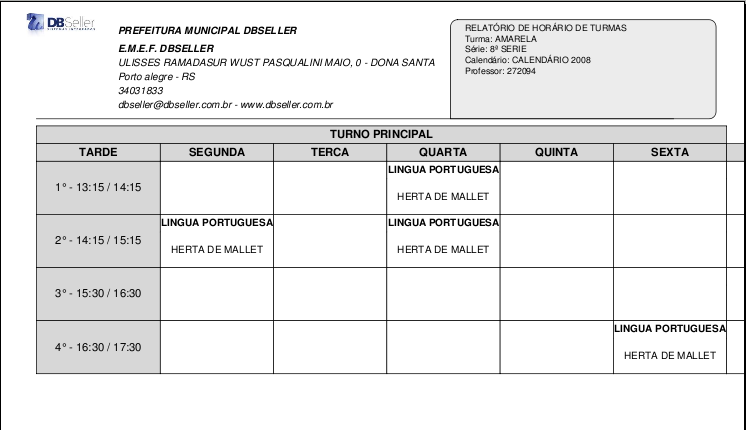 DBSeller
PREFEITURA MUNICIPAL DBSELLER
E.M.E.F. DBSELLER
ULISSES RAMADASUR WUST PASQUALINI MAIO, 0 - DONA SANTA
Porto alegre - RS
34031833
dbseller@dbseller.com.br - www.dbseller.com.br
RELATÓRIO DE HORÁRIO DE TURMAS
Turma: AMARELA
Série: 8º SERIE
Calendário: CALENDÁRIO 2008
Professor: 272094
TURNO PRINCIPAL
TARDE SEGUNDA TERCA QUARTA QUINTA SEXTA
LINGUA PORTUGUESA
1° - 13:15 / 14:15
HERTA DE MALLET
LINGUA PORTUGUESA LINGUA PORTUGUESA
2° - 14:15 / 15:15
HERTA DE MALLET HERTA DE MALLET
3° - 15:30 / 16:30
LINGUA PORTUGUESA
4° - 16:30 / 17:30
HERTA DE MALLET